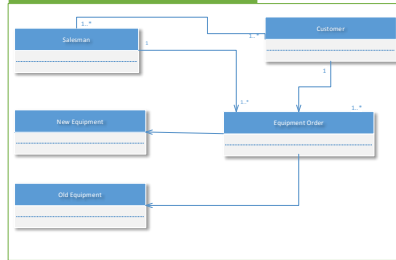 1..*
Customer
Salesman
1..*
1
1
1..*
1..*
New Equipment
Equipment Order
Old Equipment